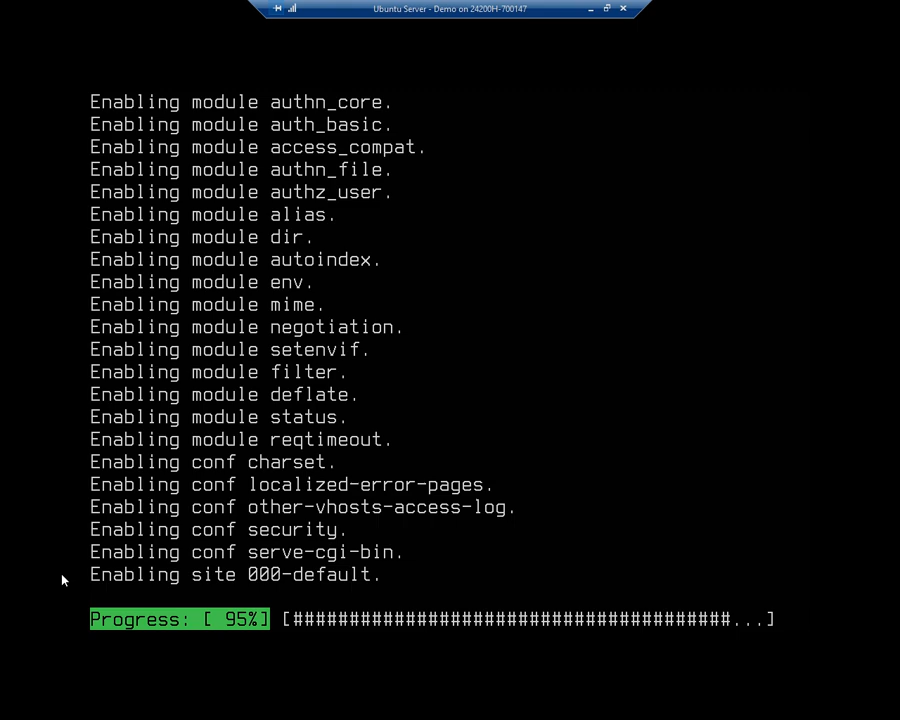 Ubuntu Server - Demo on 24200H-700147
Enabling module authn_core.
Enabling module auth_basic.
Enabling module access_compat.
Enabling module authn_file.
Enabling module authz_user.
Enabling module alias.
Enabling module dir.
Enabling module autoindex.
Enabling module env.
Enabling module mime.
Enabling module negotiation.
Enabling module setenvif.
Enabling module filter.
Enabling module deflate.
Enabling module status.
Enabling module reqtimeout.
Enabling conf charset.
Enabling conf localized-error-pages.
Enabling conf other-vhosts-access-log.
Enabling conf security.
Enabling conf serve-cgi-bin.
Enabling site 000-default.
Progress: [ 95%] [#######################################...]